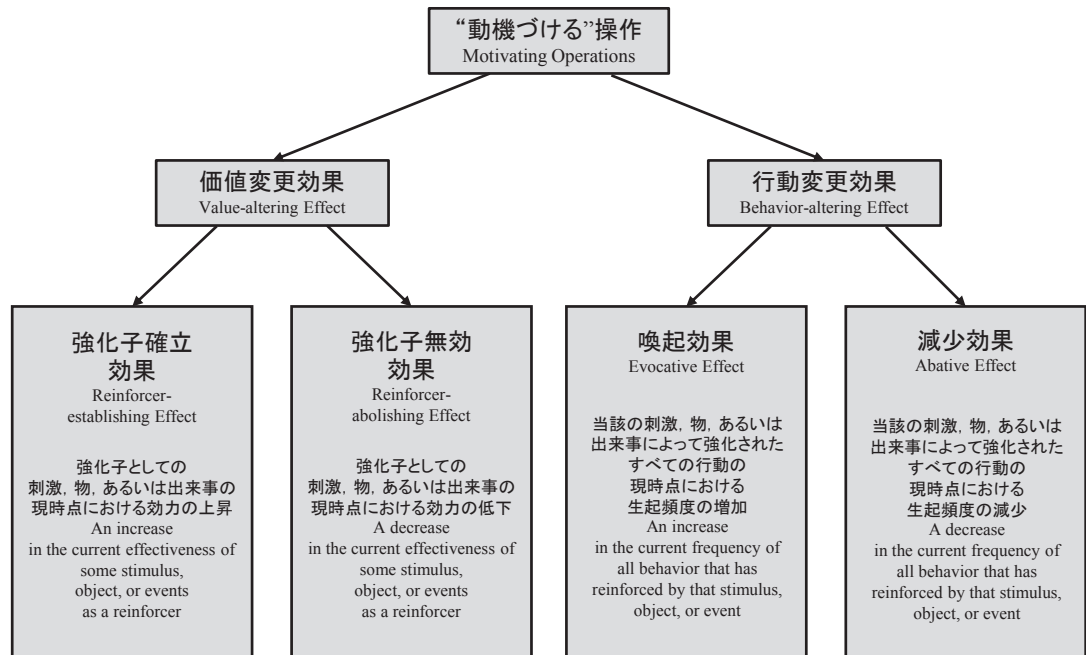 “動機づける”操作
Motivating Operations
価値変更効果
Value-altering Effect
行動変更効果
Behavior-altering Effect
強化子確立
効果
Reinforcer-
establishing Effect
強化子としての
刺激, 物, あるいは出来事の
現時点における効力の上昇
An increase
in the current effectiveness of
some stimulus,
object, or events
as a reinforcer
強化子無効
効果
Reinforcer-
abolishing Effect
強化子としての
刺激, 物, あるいは出来事の
現時点における効力の低下
A decrease
in the current effectiveness of
some stimulus,
object, or events
as a reinforcer
喚起効果
Evocative Effect
当該の刺激, 物, あるいは
出来事によって強化された
すべての行動の
現時点における
生起頻度の増加
An increase
in the current frequency of
all behavior that has
reinforced by that stimulus,
object, or event
減少効果
Abative Effect
当該の刺激, 物, あるいは
出来事によって強化された
すべての行動の
現時点における
生起頻度の減少
A decrease
in the current frequency of
all behavior that has
reinforced by that stimulus,
object, or event